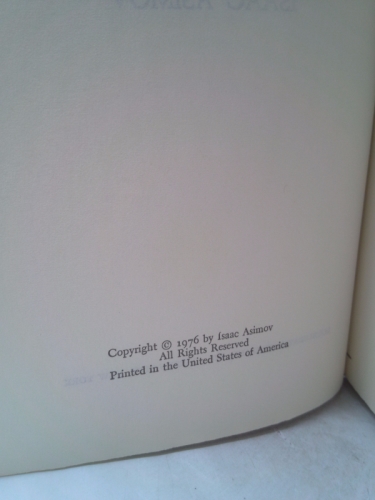 Copyright © 1976 by Isaac Asimov
All Rights Reserved
Printed in the United States of America